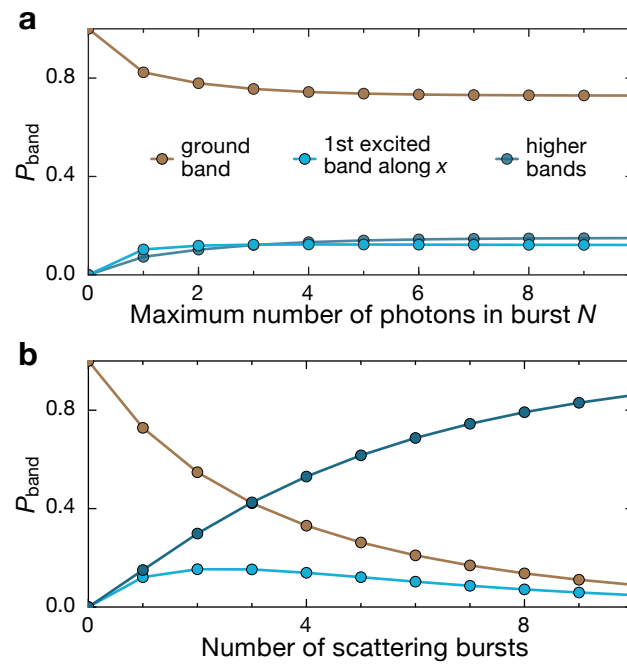 a
0.8
0.4
0.0
P_band
ground band
1st excited band along x
higher bands
0 2 4 6 8
Maximum number of photons in burst N
b
0.8
0.4
0.0
P_band
0 4 8
Number of scattering bursts